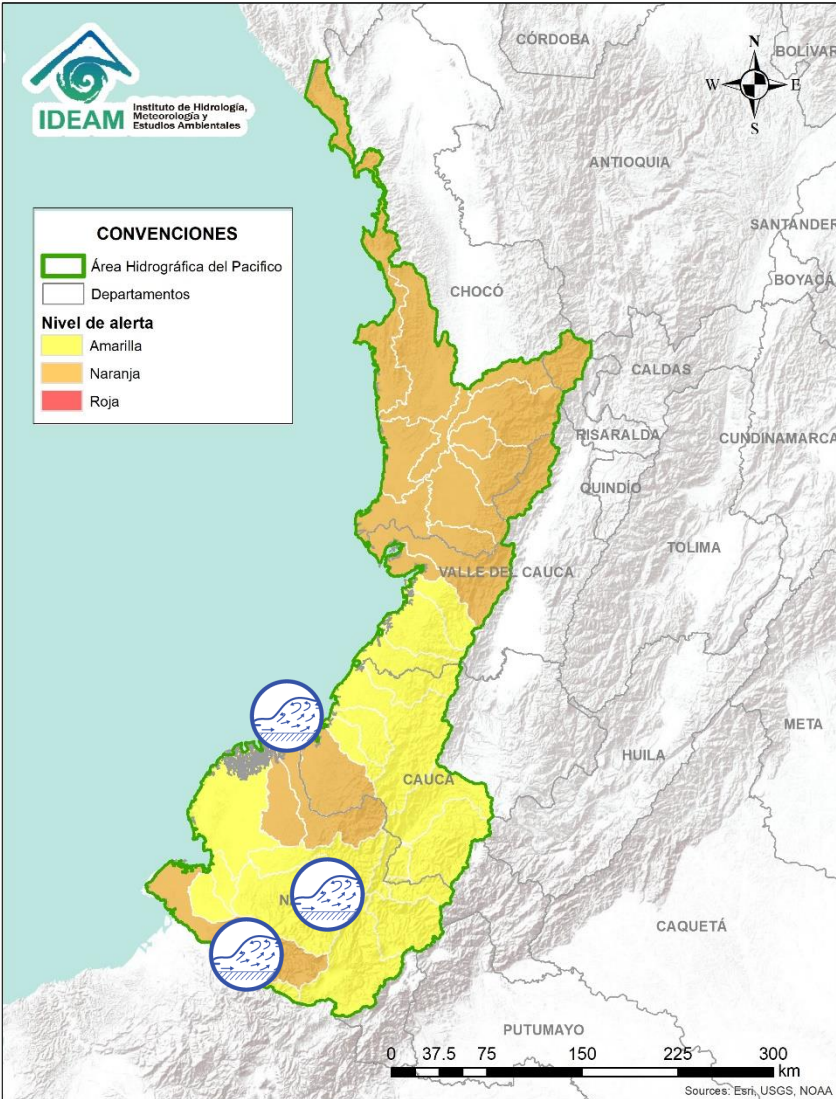 IDEAM
Instituto de Hidrología,
Meteorología y
Estudios Ambientales
CONVENCIONES
Área Hidrográfica del Pacifico
Departamentos
Nivel de alerta
Amarilla
Naranja
Roja
N
W E
S
CÓRDOBA
BOLÍVAR
ANTIOQUIA
SANTANDER
BOYACÁ
CHOCÓ
CALDAS
RISARALDA
CUNDINAMARCA
QUINDÍO
TOLIMA
VALLE DEL CAUCA
META
HUILA
CAUCA
CAQUETÁ
PUTUMAYO
0 37.5 75 150 225 300
km
Sources: Esri, USGS, NOAA